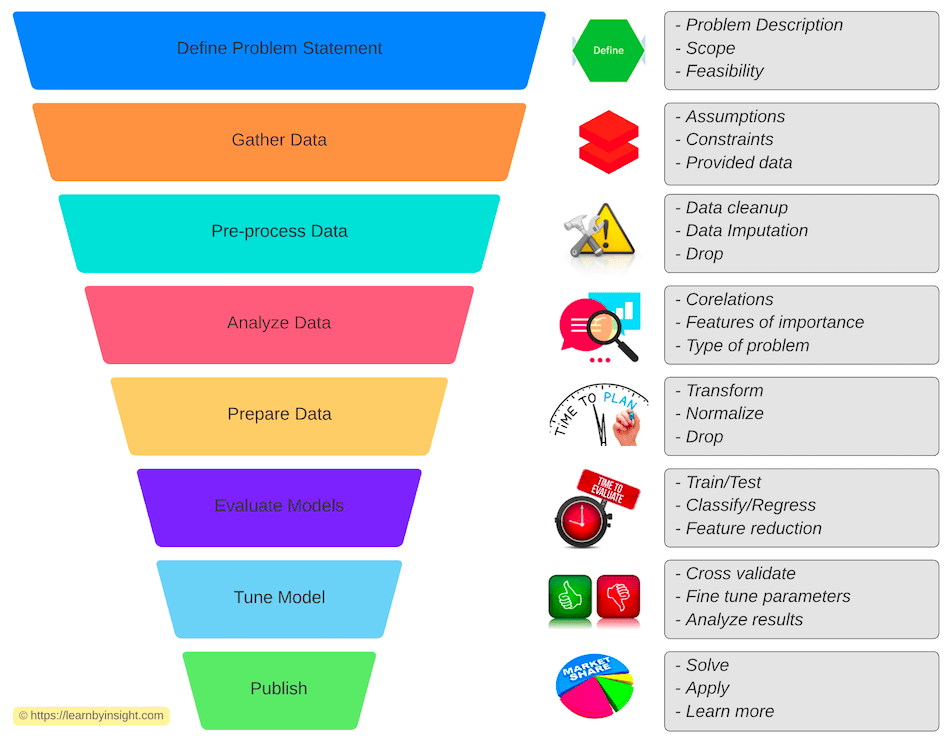 Define Problem Statement
Define
- Problem Description
- Scope
- Feasibility
Gather Data
- Assumptions
- Constraints
- Provided data
Pre-process Data
- Data cleanup
- Data Imputation
- Drop
Analyze Data
- Corelations
- Features of importance
- Type of problem
Prepare Data
TIME TO PLAN
- Transform
- Normalize
- Drop
Evaluate Models
TIME TO
EVALUATE
- Train/Test
- Classify/Regress
- Feature reduction
Tune Model
- Cross validate
- Fine tune parameters
- Analyze results
Publish
MARKET
SHARE
- Solve
- Apply
- Learn more
© https://learnbyinsight.com